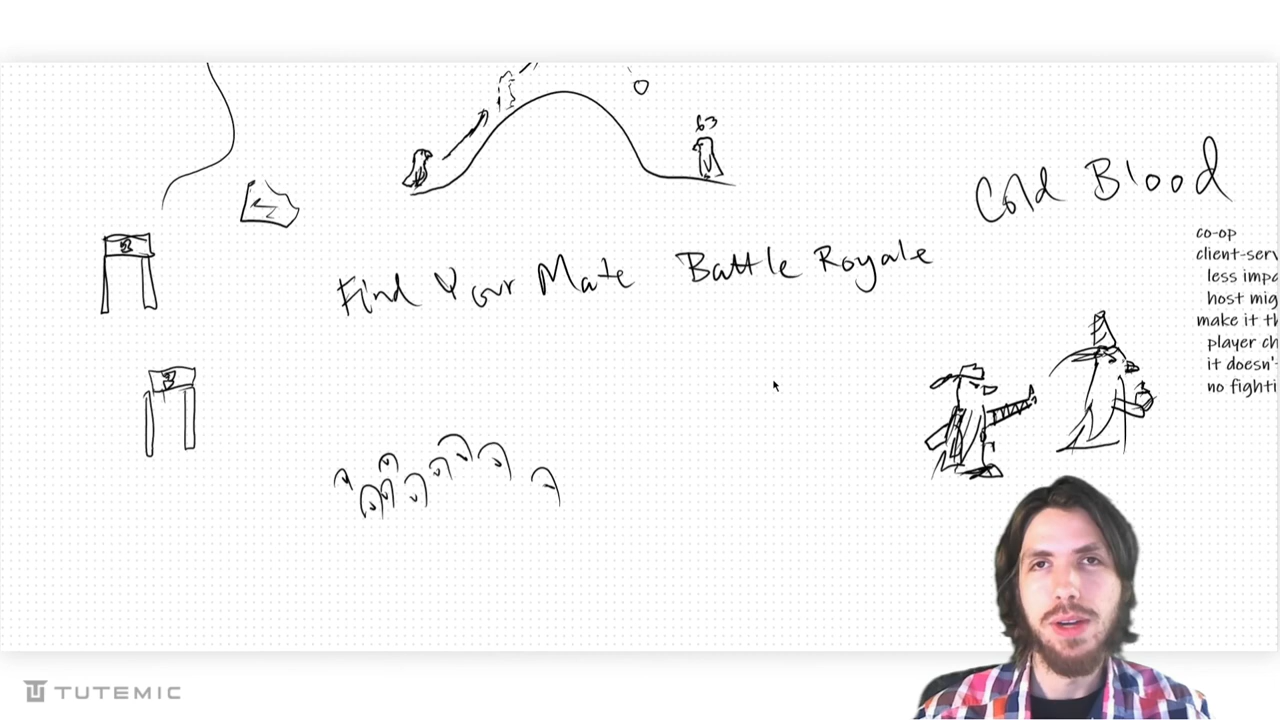 Cold Blood
co-op
client-serv
less impa
host mig
make it th
player ch
it doesn'
no fighti
Find Your Mate Battle Royale
TUTEMIC